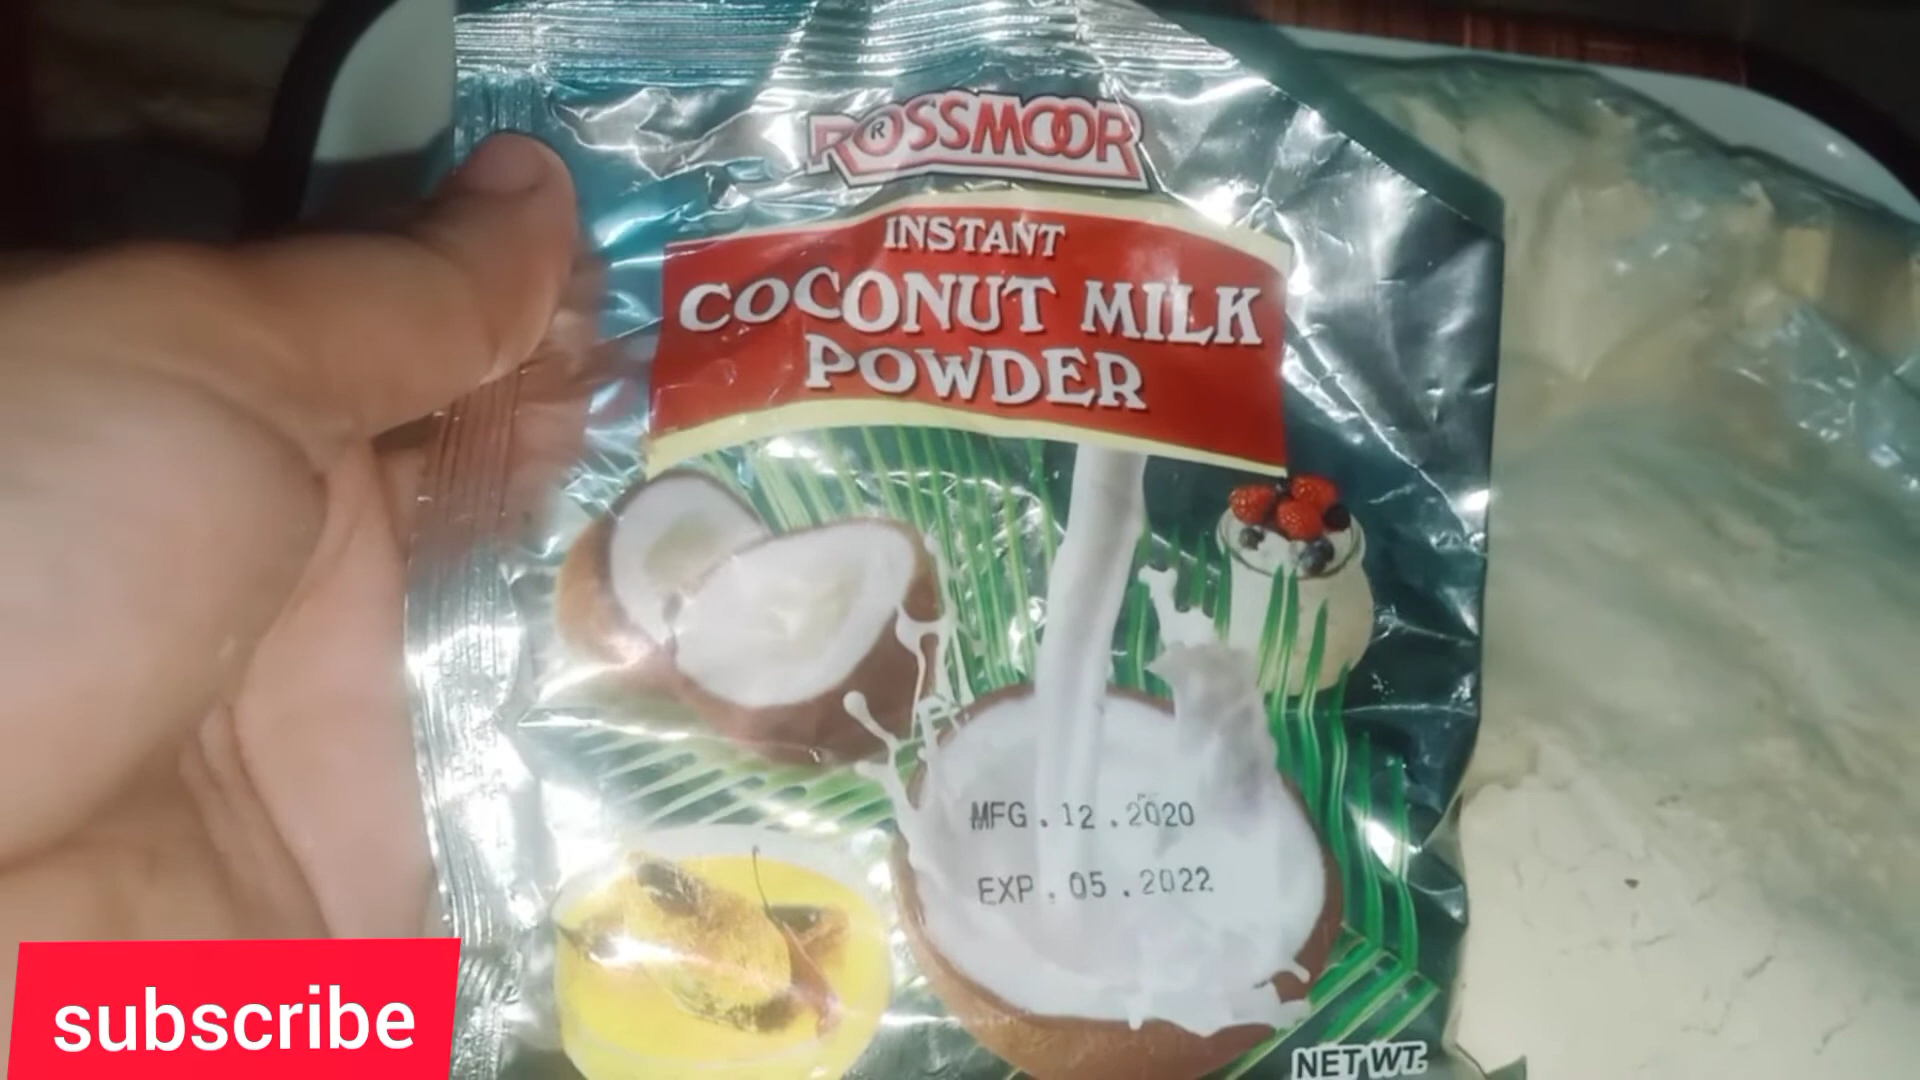 ROSSMOOR
®
INSTANT
COCONUT MILK
POWDER
MFG . 12 . 2020
EXP . 05 . 2022
NET WT.
subscribe